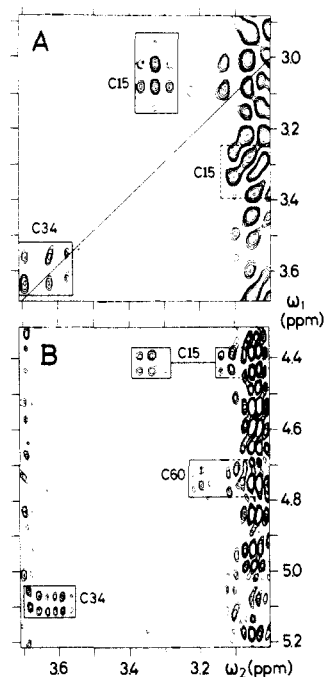 A
3.0
C15
3.2
C15
3.4
C34
3.6
ω₁
(ppm)
B
C15
4.4
4.6
C60
4.8
5.0
C34
5.2
3.6
3.4
3.2
ω₂(ppm)